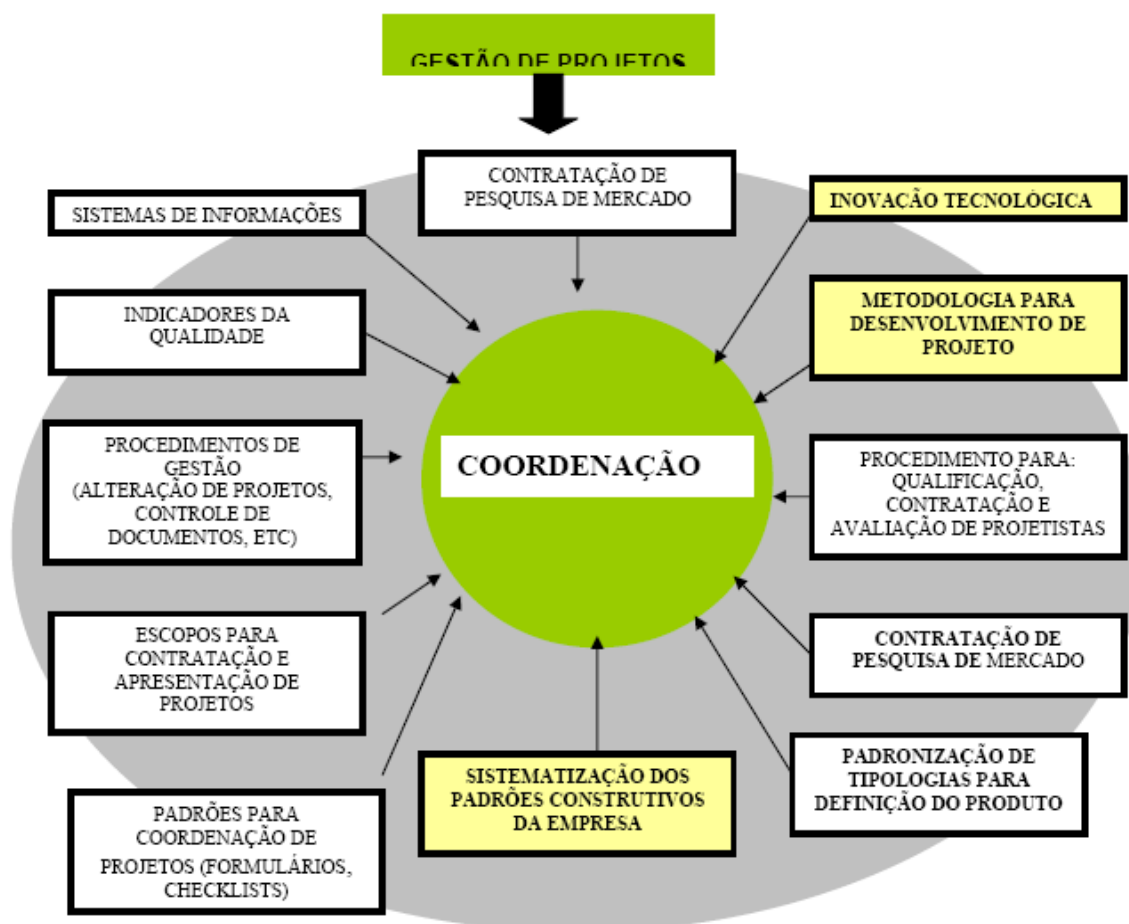 GESTÃO DE PROJETOS
CONTRATAÇÃO DE
PESQUISA DE MERCADO
SISTEMAS DE INFORMAÇÕES
INOVAÇÃO TECNOLÓGICA
INDICADORES DA
QUALIDADE
METODOLOGIA PARA
DESENVOLVIMENTO DE
PROJETO
PROCEDIMENTOS DE
GESTÃO
(ALTERAÇÃO DE PROJETOS,
CONTROLE DE
DOCUMENTOS, ETC)
COORDENAÇÃO
PROCEDIMENTO PARA:
QUALIFICAÇÃO,
CONTRATAÇÃO E
AVALIAÇÃO DE PROJETISTAS
ESCOPOS PARA
CONTRATAÇÃO E
APRESENTAÇÃO DE
PROJETOS
CONTRATAÇÃO DE
PESQUISA DE MERCADO
PADRÕES PARA
COORDENAÇÃO DE
PROJETOS (FORMULÁRIOS,
CHECKLISTS)
SISTEMATIZAÇÃO DOS
PADRÕES CONSTRUTIVOS
DA EMPRESA
PADRONIZAÇÃO DE
TIPOLOGIAS PARA
DEFINIÇÃO DO PRODUTO